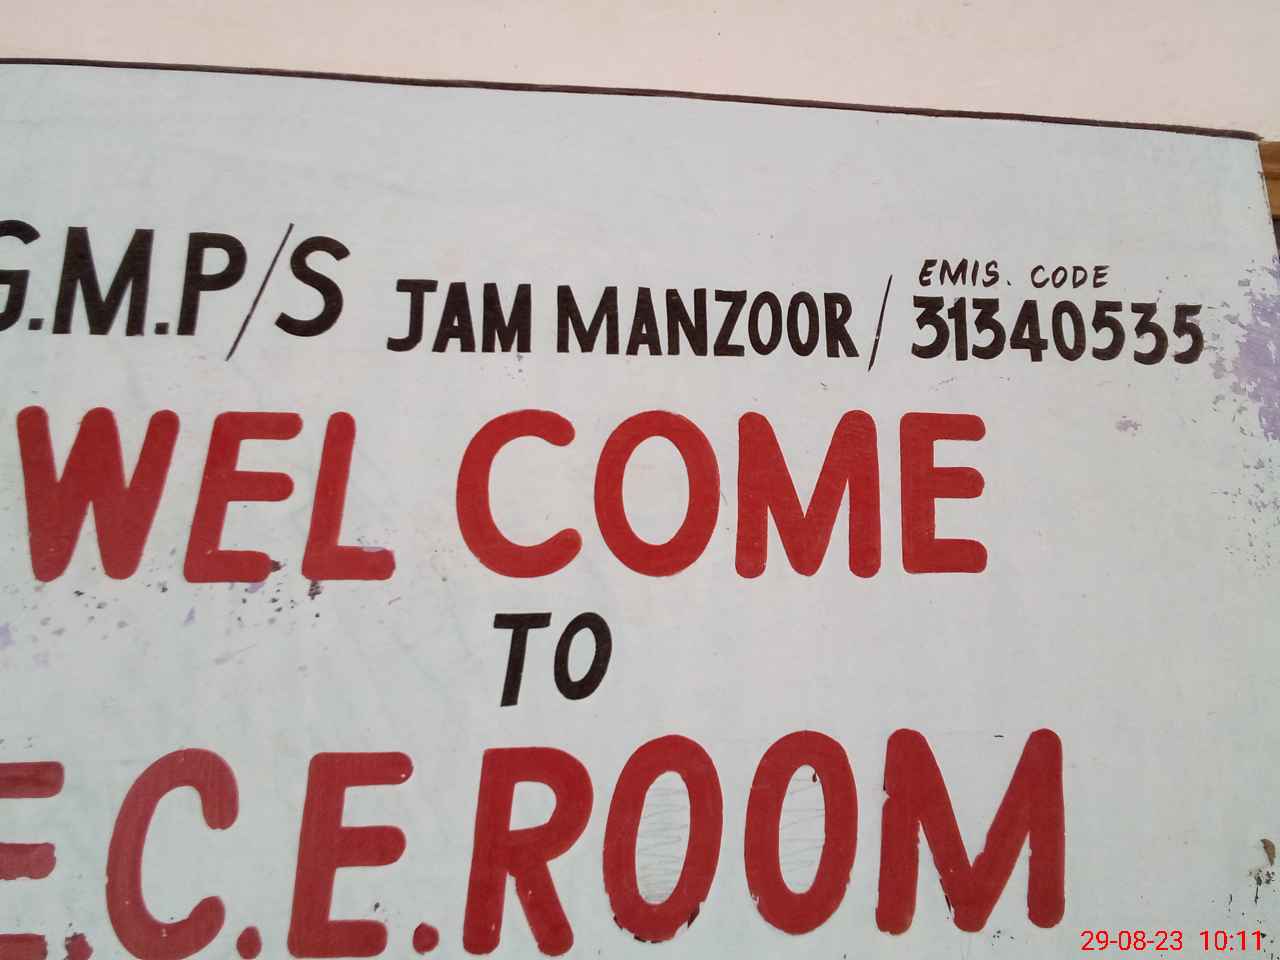 G.M.P/S JAM MANZOOR/ EMIS. CODE 31340535
WEL COME
TO
E.C.E.ROOM
29-08-23 10:11